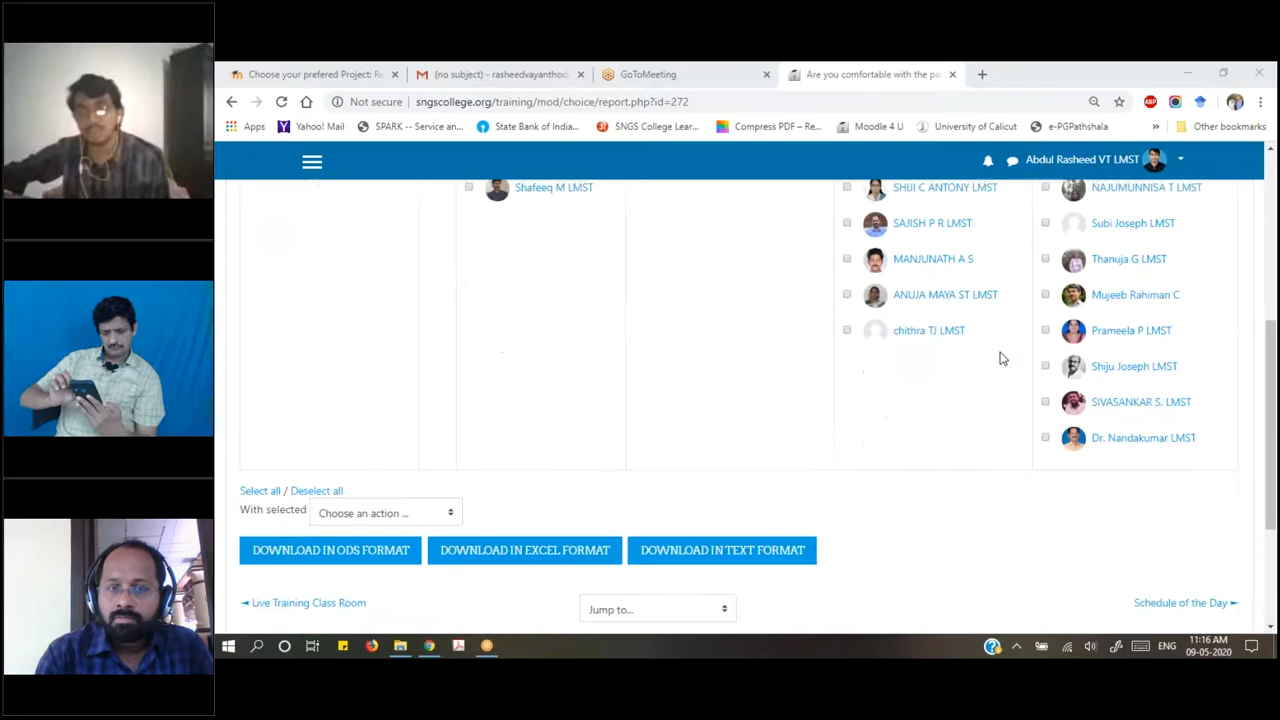 Choose your prefered Project: Re
(no subject) - rasheedvayanthod
GoToMeeting
Are you comfortable with the pa
Not secure
sngscollege.org/training/mod/choice/report.php?id=272
ABP
Apps
Yahoo! Mail
SPARK -- Service an...
State Bank of India...
SNGS College Lear...
Compress PDF – Re...
Moodle 4 U
University of Calicut
e-PGPathshala
»
Other bookmarks
Abdul Rasheed VT LMST
Shafeeq M LMST
SHIJI C ANTONY LMST
NAJUMUNNISA T LMST
SAJISH P R LMST
Subi Joseph LMST
MANJUNATH A S
Thanuja G LMST
ANUJA MAYA ST LMST
Mujeeb Rahiman C
chithra TJ LMST
Prameela P LMST
Shiju Joseph LMST
SIVASANKAR S. LMST
Dr. Nandakumar LMST
Select all / Deselect all
With selected
Choose an action ...
DOWNLOAD IN ODS FORMAT
DOWNLOAD IN EXCEL FORMAT
DOWNLOAD IN TEXT FORMAT
◄ Live Training Class Room
Jump to...
Schedule of the Day ►
ENG
11:16 AM
09-05-2020